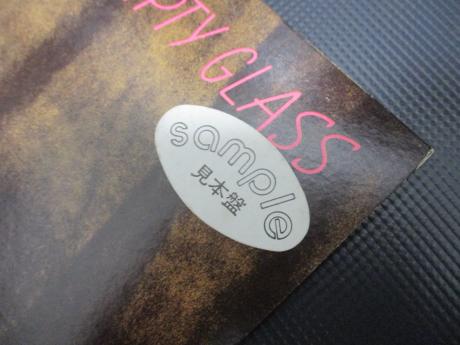 PTY GLASS
sample
見本盤